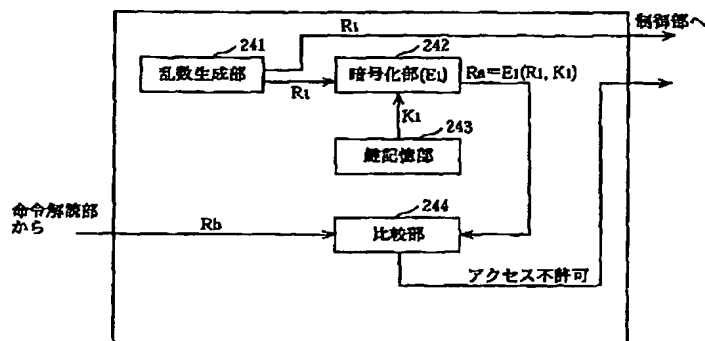 R1
制御部へ
241
乱数生成部
R1
242
暗号化部(E1)
Ra=E1(R1, K1)
K1
243
鍵記憶部
命令解読部
から
Rb
244
比較部
アクセス不許可